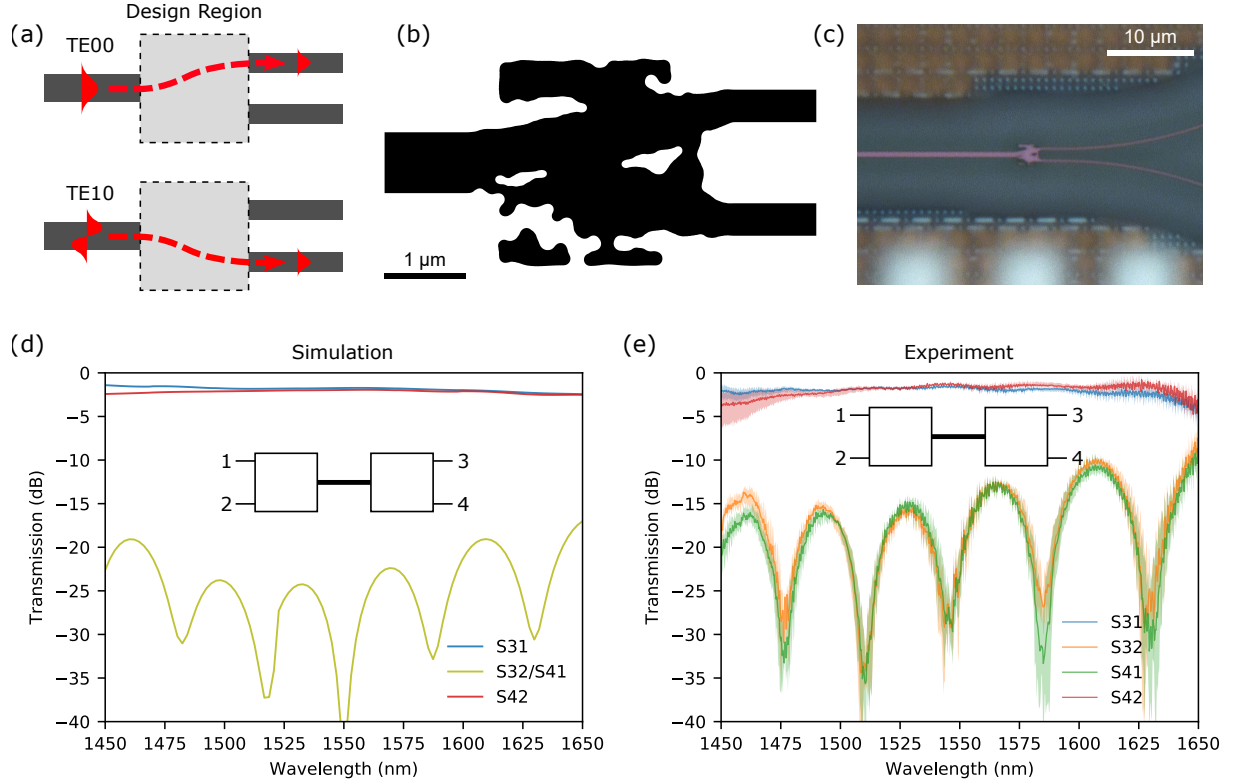 Design Region
(a)
TE00
TE10
(b)
1 μm
(c)
10 μm
(d)
Simulation
0
−5
−10
−15
−20
−25
−30
−35
−40
Transmission (dB)
1 3
2 4
S31
S32/S41
S42
1450 1475 1500 1525 1550 1575 1600 1625 1650
Wavelength (nm)
(e)
Experiment
0
−5
−10
−15
−20
−25
−30
−35
−40
Transmission (dB)
1 3
2 4
S31
S32
S41
S42
1450 1475 1500 1525 1550 1575 1600 1625 1650
Wavelength (nm)